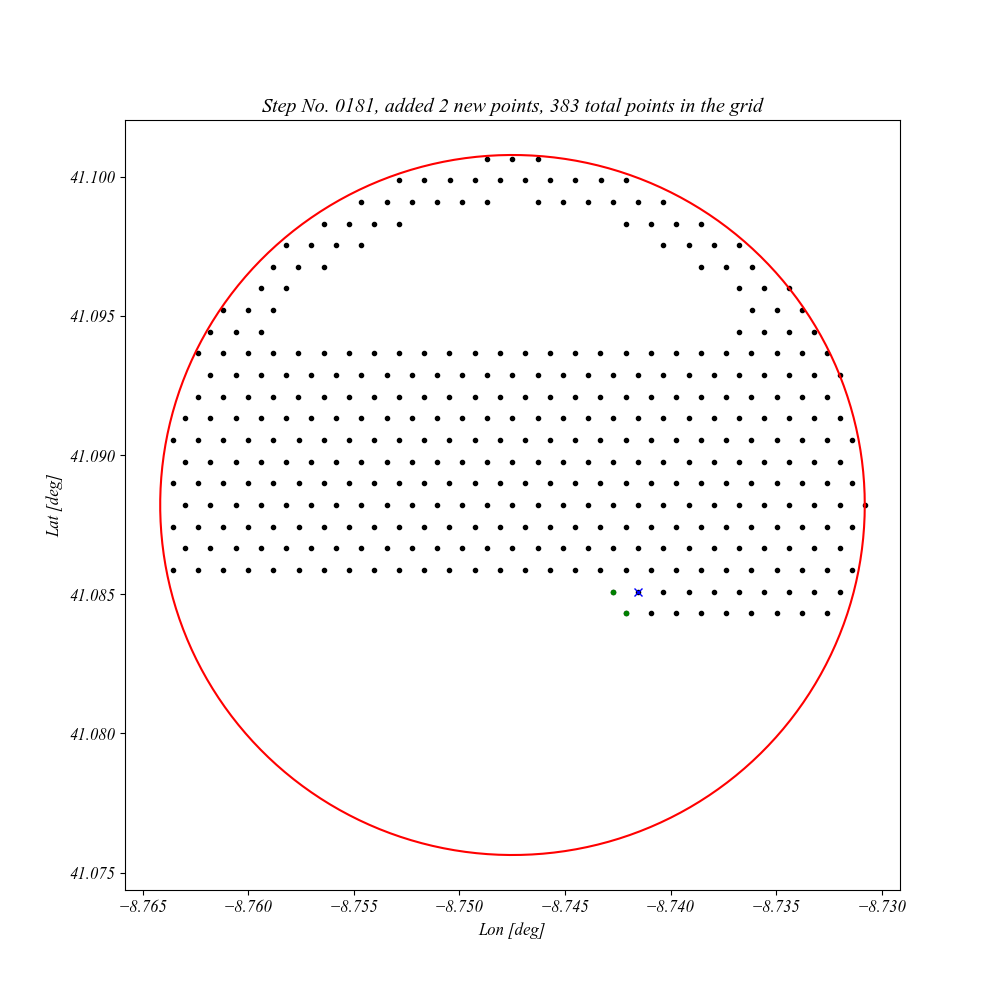 Step No. 0181, added 2 new points, 383 total points in the grid
41.100
41.095
41.090
41.085
41.080
41.075
Lat [deg]
−8.765 −8.760 −8.755 −8.750 −8.745 −8.740 −8.735 −8.730
Lon [deg]